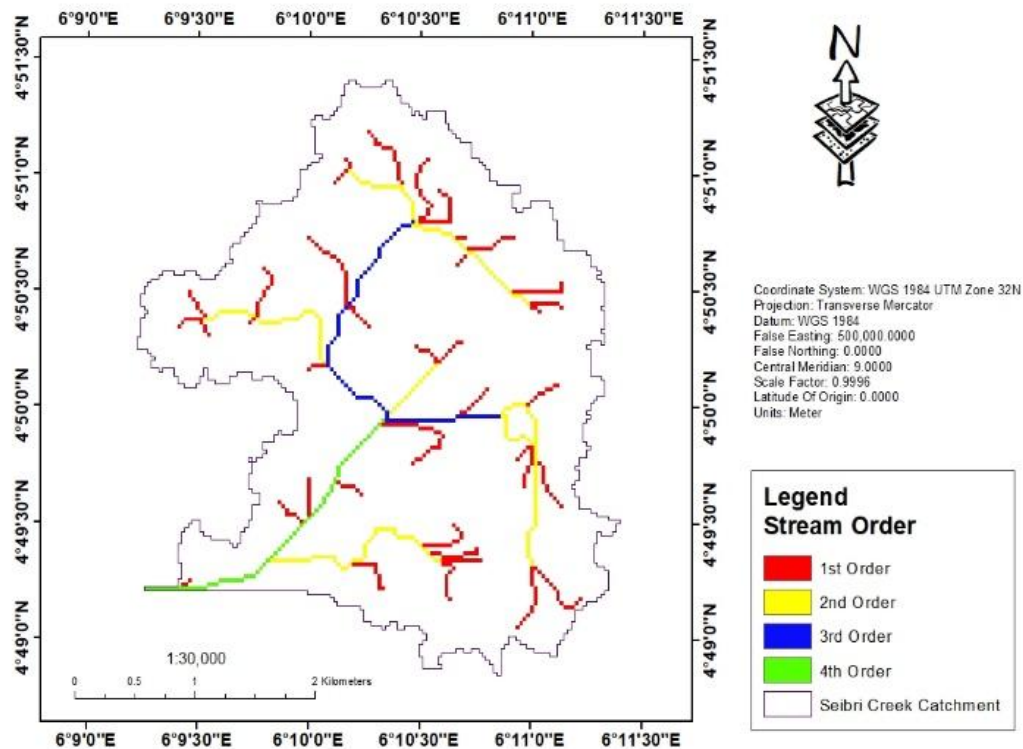 6°9'0"E 6°9'30"E 6°10'0"E 6°10'30"E 6°11'0"E 6°11'30"E
4°51'30"N
4°51'0"N
4°50'30"N
4°50'0"N
4°49'30"N
4°49'0"N
4°51'30"N
4°51'0"N
4°50'30"N
4°50'0"N
4°49'30"N
4°49'0"N
1:30,000
0 0.5 1 2 Kilometers
6°9'0"E 6°9'30"E 6°10'0"E 6°10'30"E 6°11'0"E 6°11'30"E
N
Coordinate System: WGS 1984 UTM Zone 32N
Projection: Transverse Mercator
Datum: WGS 1984
False Easting: 500,000.0000
False Northing: 0.0000
Central Meridian: 9.0000
Scale Factor: 0.9996
Latitude Of Origin: 0.0000
Units: Meter
Legend
Stream Order
1st Order
2nd Order
3rd Order
4th Order
Seibri Creek Catchment